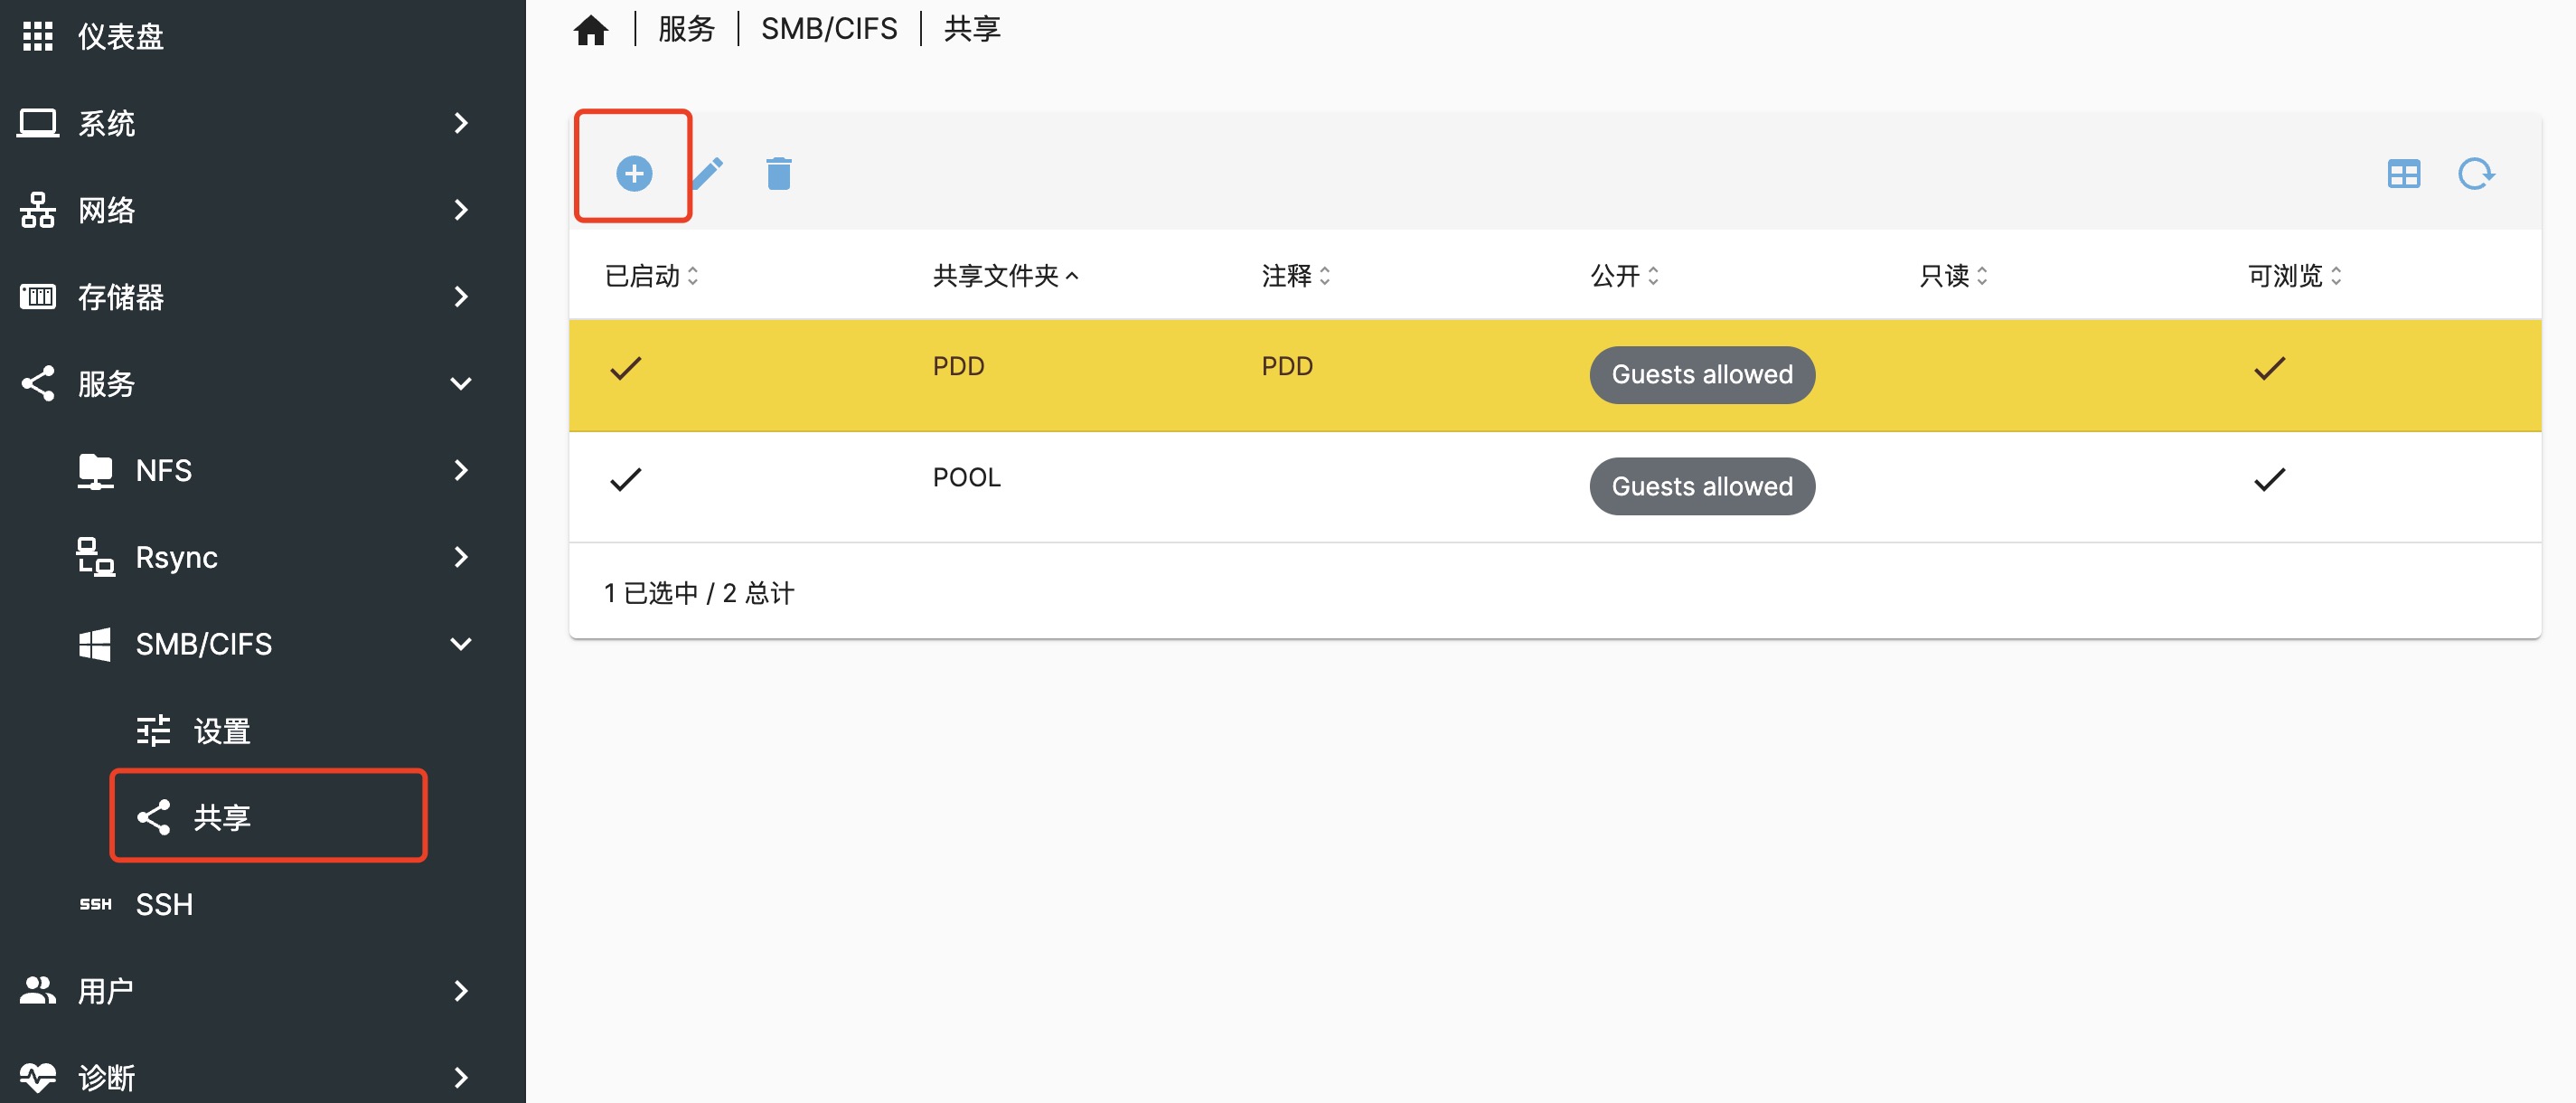 仪表盘
系统
网络
存储器
服务
NFS
Rsync
SMB/CIFS
设置
共享
SSH SSH
用户
诊断
服务 | SMB/CIFS | 共享
已启动 共享文件夹 注释 公开 只读 可浏览
PDD PDD Guests allowed
POOL Guests allowed
1 已选中 / 2 总计